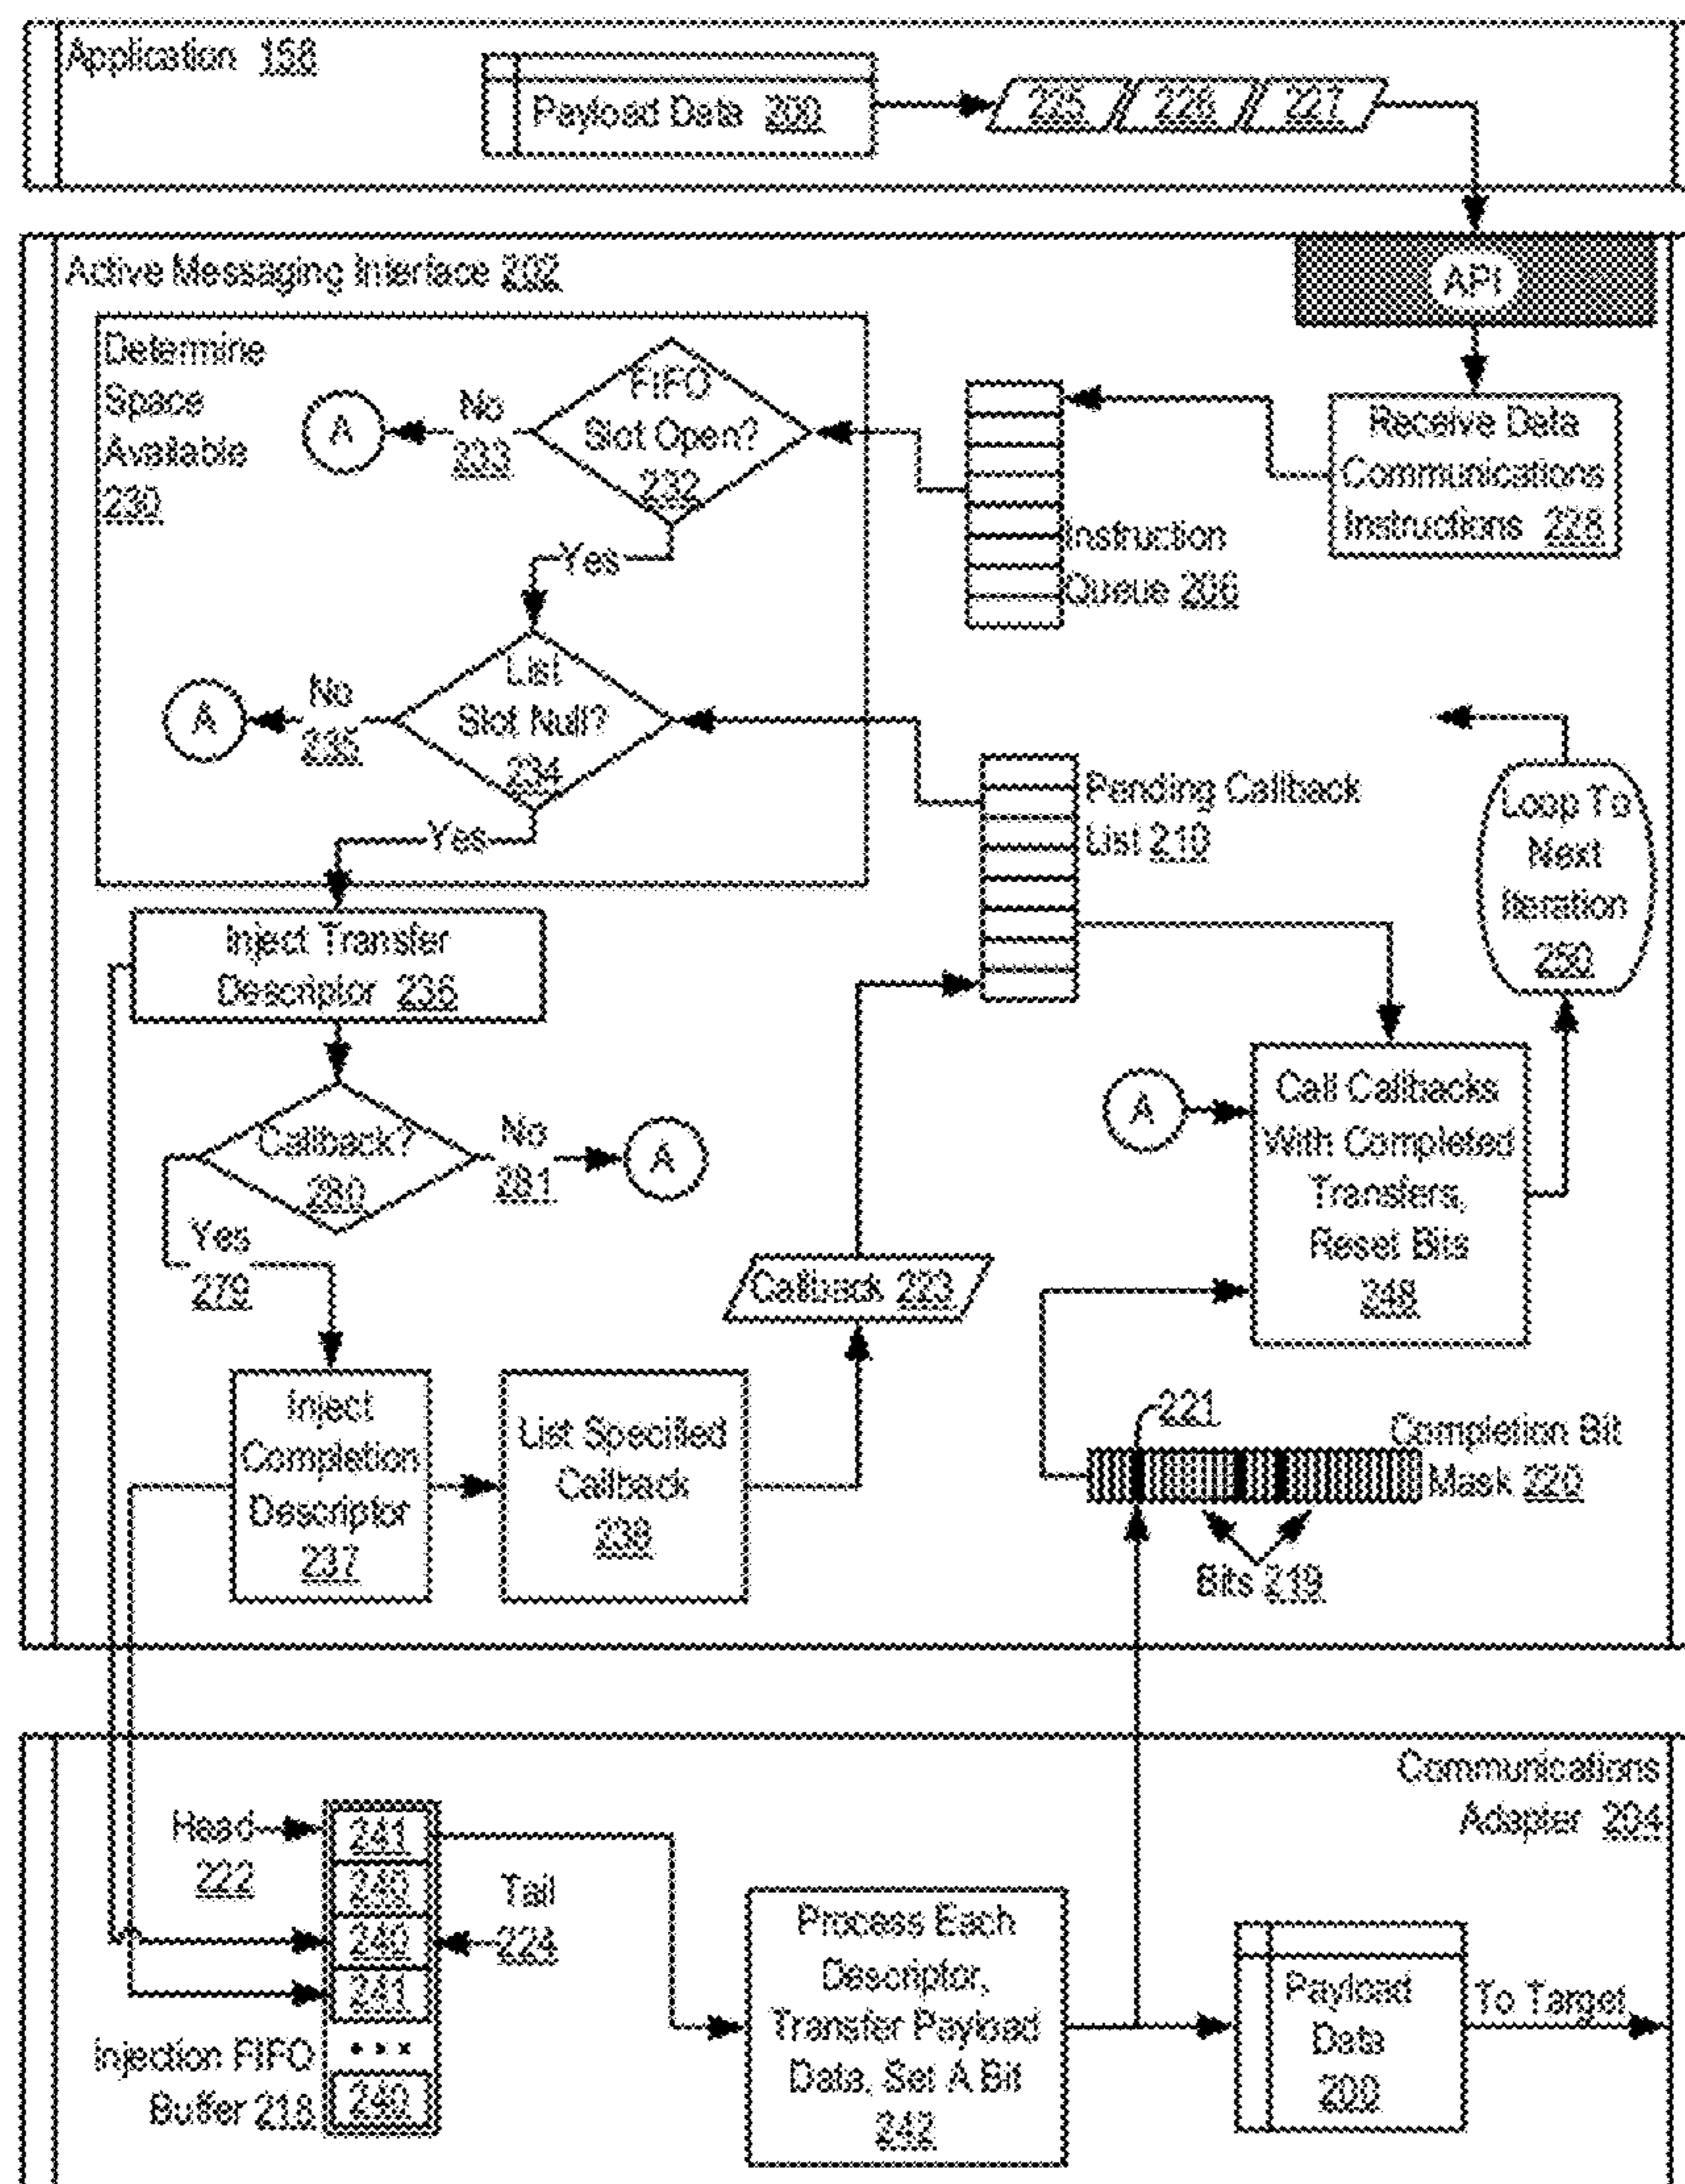 Application 158
Payload Data 200
225 226 227
Active Messaging Interface 202
API
Determine
Space
Available
230
FIFO
Slot Open?
232
No
233
A
Yes
Instruction
Queue 206
Receive Data
Communications
Instructions 228
List
Slot Null?
234
No
235
A
Yes
Pending Callback
List 210
Loop To
Next
Iteration
250
Inject Transfer
Descriptor 236
Callback?
280
No
281
A
Yes
279
A
Call Callbacks
With Completed
Transfers,
Reset Bits
248
Callback 223
Inject
Completion
Descriptor
237
List Specified
Callback
238
221
Completion Bit
Mask 220
Bits 219
Communications
Adapter 204
Head
222
241
240
240
241
• • •
240
Tail
224
Injection FIFO
Buffer 218
Process Each
Descriptor,
Transfer Payload
Data, Set A Bit
242
Payload
Data
200
To Target